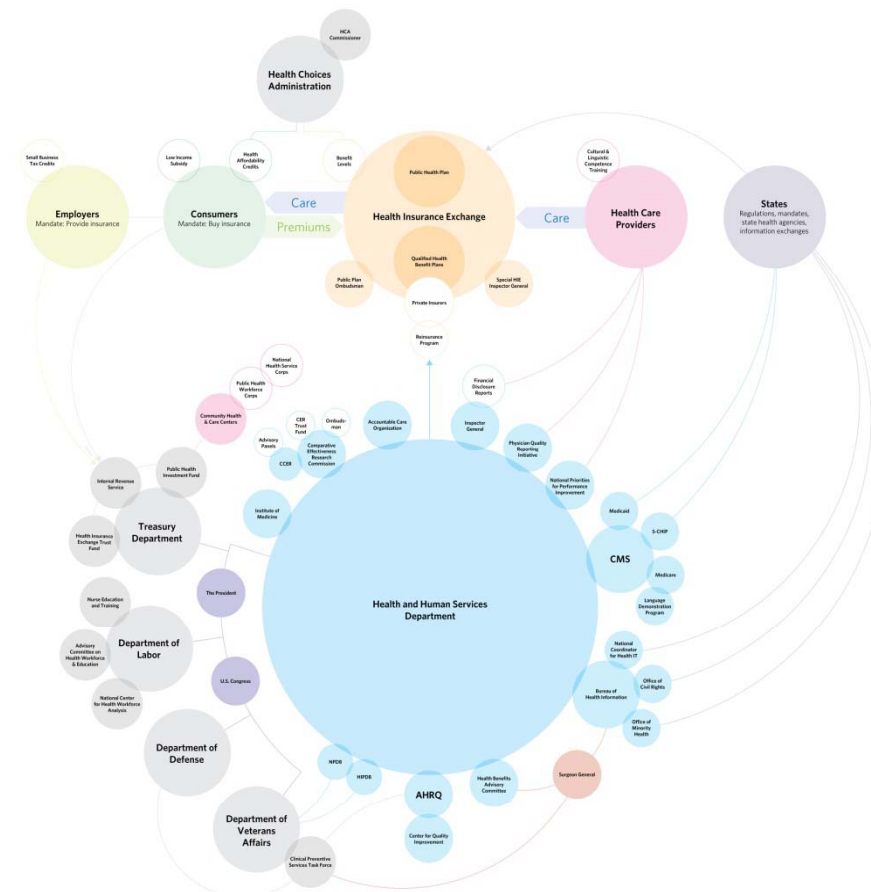 HCA
Commissioner
Health Choices
Administration
Small Business
Tax Credits
Low Income
Subsidy
Health
Affordability
Credits
Benefit
Levels
Public Health Plan
Cultural &
Linguistic
Competence
Training
Employers
Mandate: Provide insurance
Consumers
Mandate: Buy insurance
Care
Premiums
Health Insurance Exchange
Care
Health Care
Providers
States
Regulations, mandates,
state health agencies,
information exchanges
Qualified Health
Benefit Plans
Public Plan
Ombudsman
Special HIE
Inspector General
Private Insurers
Reinsurance
Program
National
Health Service
Corps
Public Health
Workforce
Corps
Community Health
& Care Centers
Financial
Disclosure
Reports
CER
Trust
Fund
Ombuds-
man
Advisory
Panels
CCER
Comparative
Effectiveness
Research
Commission
Accountable Care
Organization
Inspector
General
Physician Quality
Reporting
Initiative
National Priorities
for Performance
Improvement
Public Health
Investment Fund
Internal Revenue
Service
Institute of
Medicine
Treasury
Department
Health Insurance
Exchange Trust
Fund
Medicaid
S-CHIP
CMS
Medicare
Language
Demonstration
Program
The President
Health and Human Services
Department
Nurse Education
and Training
Advisory
Committee on
Health Workforce
& Education
Department of
Labor
National Center
for Health Workforce
Analysis
U.S. Congress
National
Coordinator
for Health IT
Bureau of
Health Information
Office of
Civil Rights
Office of
Minority
Health
Department of
Defense
NPDB
HIPDB
AHRQ
Health Benefits
Advisory
Committee
Surgeon General
Department of
Veterans
Affairs
Center for Quality
Improvement
Clinical Preventive
Services Task Force